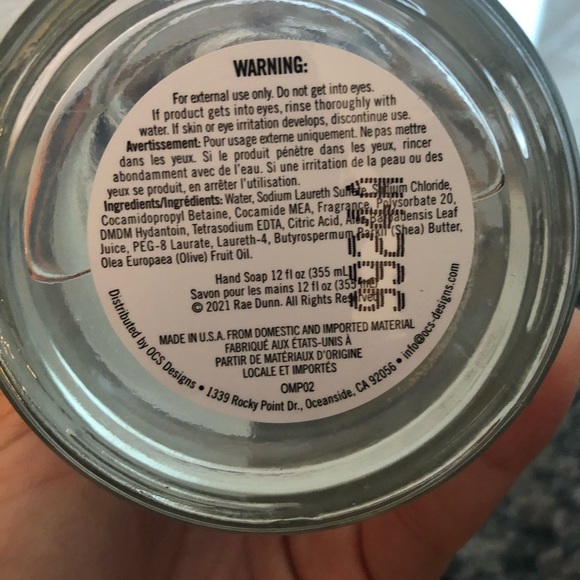 WARNING:
For external use only. Do not get into eyes.
If product gets into eyes, rinse thoroughly with
water. If skin or eye irritation develops, discontinue use.
Avertissement: Pour usage externe uniquement. Ne pas mettre
dans les yeux. Si le produit pénètre dans les yeux, rincer
abondamment avec de l'eau. Si une irritation de la peau ou des
yeux se produit, en arrêter l'utilisation.
Ingredients/Ingrédients: Water, Sodium Laureth Sulfate, Sodium Chloride,
Cocamidopropyl Betaine, Cocamide MEA, Fragrance, Polysorbate 20,
DMDM Hydantoin, Tetrasodium EDTA, Citric Acid, Aloe Barbadensis Leaf
Juice, PEG-8 Laurate, Laureth-4, Butyrospermum Parkii (Shea) Butter,
Olea Europaea (Olive) Fruit Oil.
Hand Soap 12 fl oz (355 mL)
Savon pour les mains 12 fl oz (355 mL)
© 2021 Rae Dunn. All Rights Reserved
MADE IN U.S.A. FROM DOMESTIC AND IMPORTED MATERIAL
FABRIQUÉ AUX ÉTATS-UNIS À
PARTIR DE MATÉRIAUX D'ORIGINE
LOCALE ET IMPORTÉS
OMP02
Distributed by OCS Designs • 1339 Rocky Point Dr., Oceanside, CA 92056 • info@ocs-designs.com